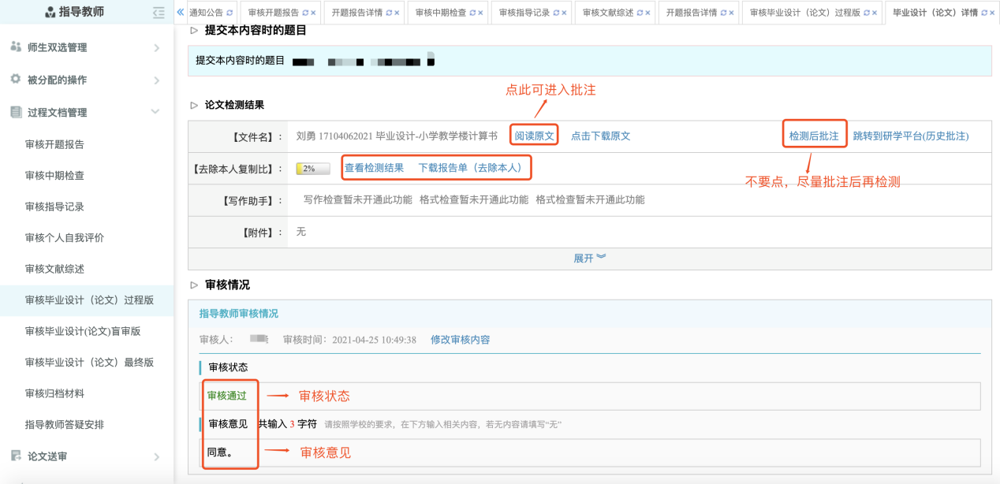 指导教师
师生双选管理
被分配的操作
过程文档管理
审核开题报告
审核中期检查
审核指导记录
审核个人自我评价
审核文献综述
审核毕业设计（论文）过程版
审核毕业设计(论文)盲审版
审核毕业设计（论文）最终版
审核归档材料
指导教师答疑安排
论文送审
通知公告 审核开题报告 开题报告详情 审核中期检查 审核指导记录 审核文献综述 开题报告详情 审核毕业设计（论文）过程版 毕业设计（论文）详情
提交本内容时的题目
提交本内容时的题目
点此可进入批注
论文检测结果
【文件名】: 刘勇 17104062021 毕业设计-小学教学楼计算书 阅读原文 点击下载原文 检测后批注 跳转到研学平台(历史批注)
【去除本人复制比】: 2% 查看检测结果 下载报告单（去除本人）
不要点，尽量批注后再检测
【写作助手】: 写作检查暂未开通此功能 格式检查暂未开通此功能 格式检查暂未开通此功能
【附件】: 无
展开
审核情况
指导教师审核情况
审核人: 审核时间: 2021-04-25 10:49:38 修改审核内容
审核状态
审核通过 审核状态
审核意见 共输入 3 字符 请按照学校的要求，在下方输入相关内容，若无内容请填写“无”
同意。 审核意见